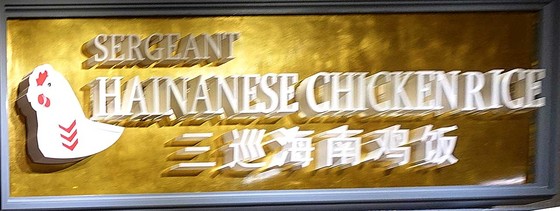 SERGEANT
HAINANESE CHICKEN RICE
三巡海南鸡饭